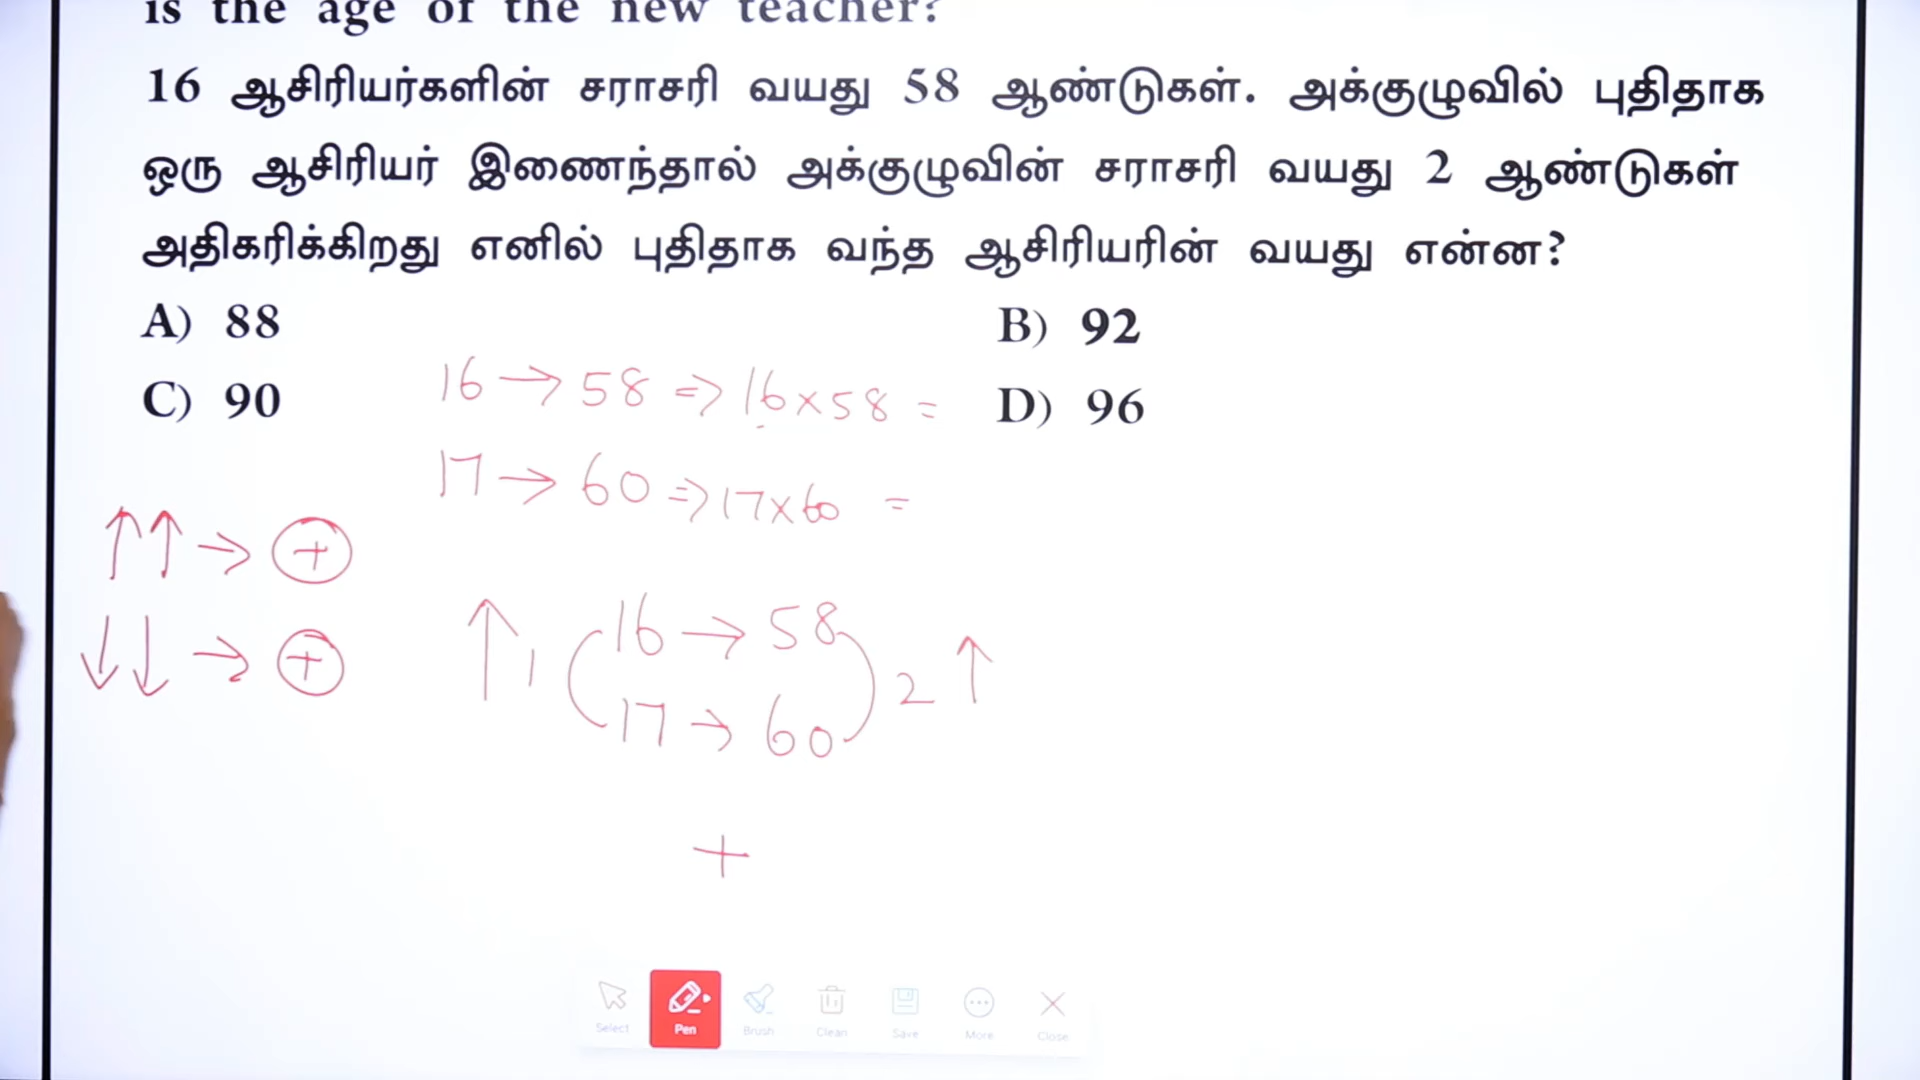 is the age of the new teacher?
16 ஆசிரியர்களின் சராசரி வயது 58 ஆண்டுகள். அக்குழுவில் புதிதாக
ஒரு ஆசிரியர் இணைந்தால் அக்குழுவின் சராசரி வயது 2 ஆண்டுகள்
அதிகரிக்கிறது எனில் புதிதாக வந்த ஆசிரியரின் வயது என்ன?
A) 88
B) 92
C) 90
D) 96
16 → 58 ⇒ 16×58 =
17 → 60 ⇒ 17×60 =
↑↑ → +
↓↓ → +
↑ 1 16 → 58
17 → 60 2 ↑
+
Select
Pen
Brush
Clean
Save
More
Close